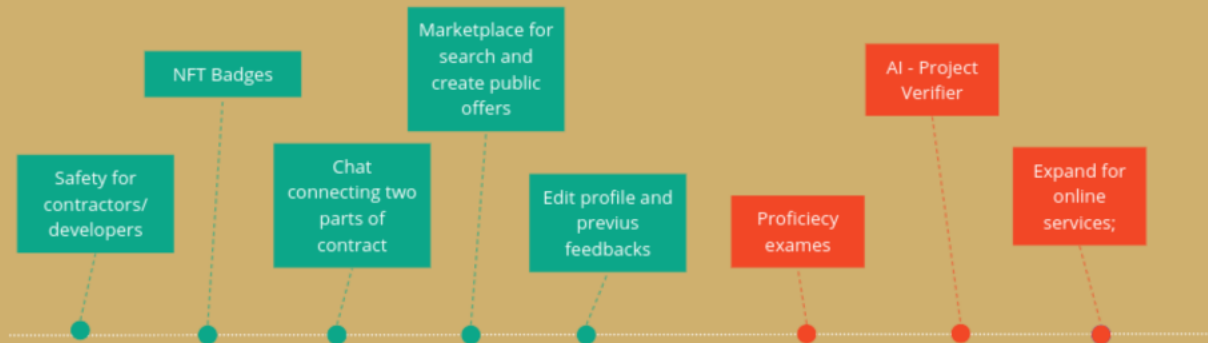 Safety for
contractors/
developers
NFT Badges
Chat
connecting two
parts of
contract
Marketplace for
search and
create public
offers
Edit profile and
previus
feedbacks
Proficiecy
exames
AI - Project
Verifier
Expand for
online
services;